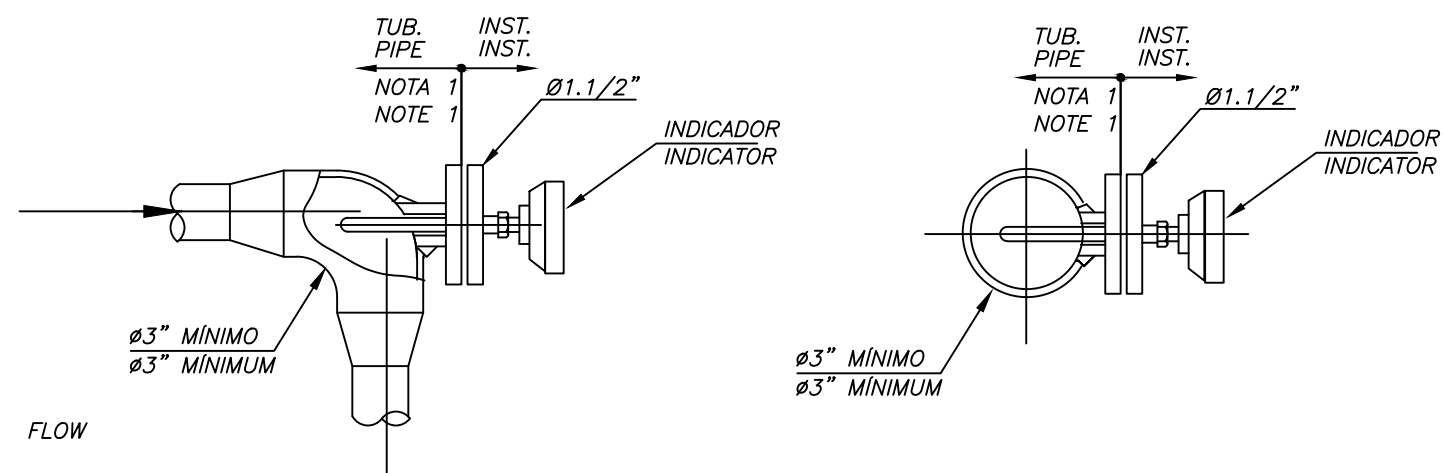 TUB. INST.
PIPE INST.
NOTA 1
NOTE 1
Ø1.1/2”
INDICADOR
INDICATOR
ø3” MÍNIMO
ø3” MÍNIMUM
FLOW
TUB. INST.
PIPE INST.
NOTA 1
NOTE 1
Ø1.1/2”
INDICADOR
INDICATOR
ø3” MÍNIMO
ø3” MÍNIMUM